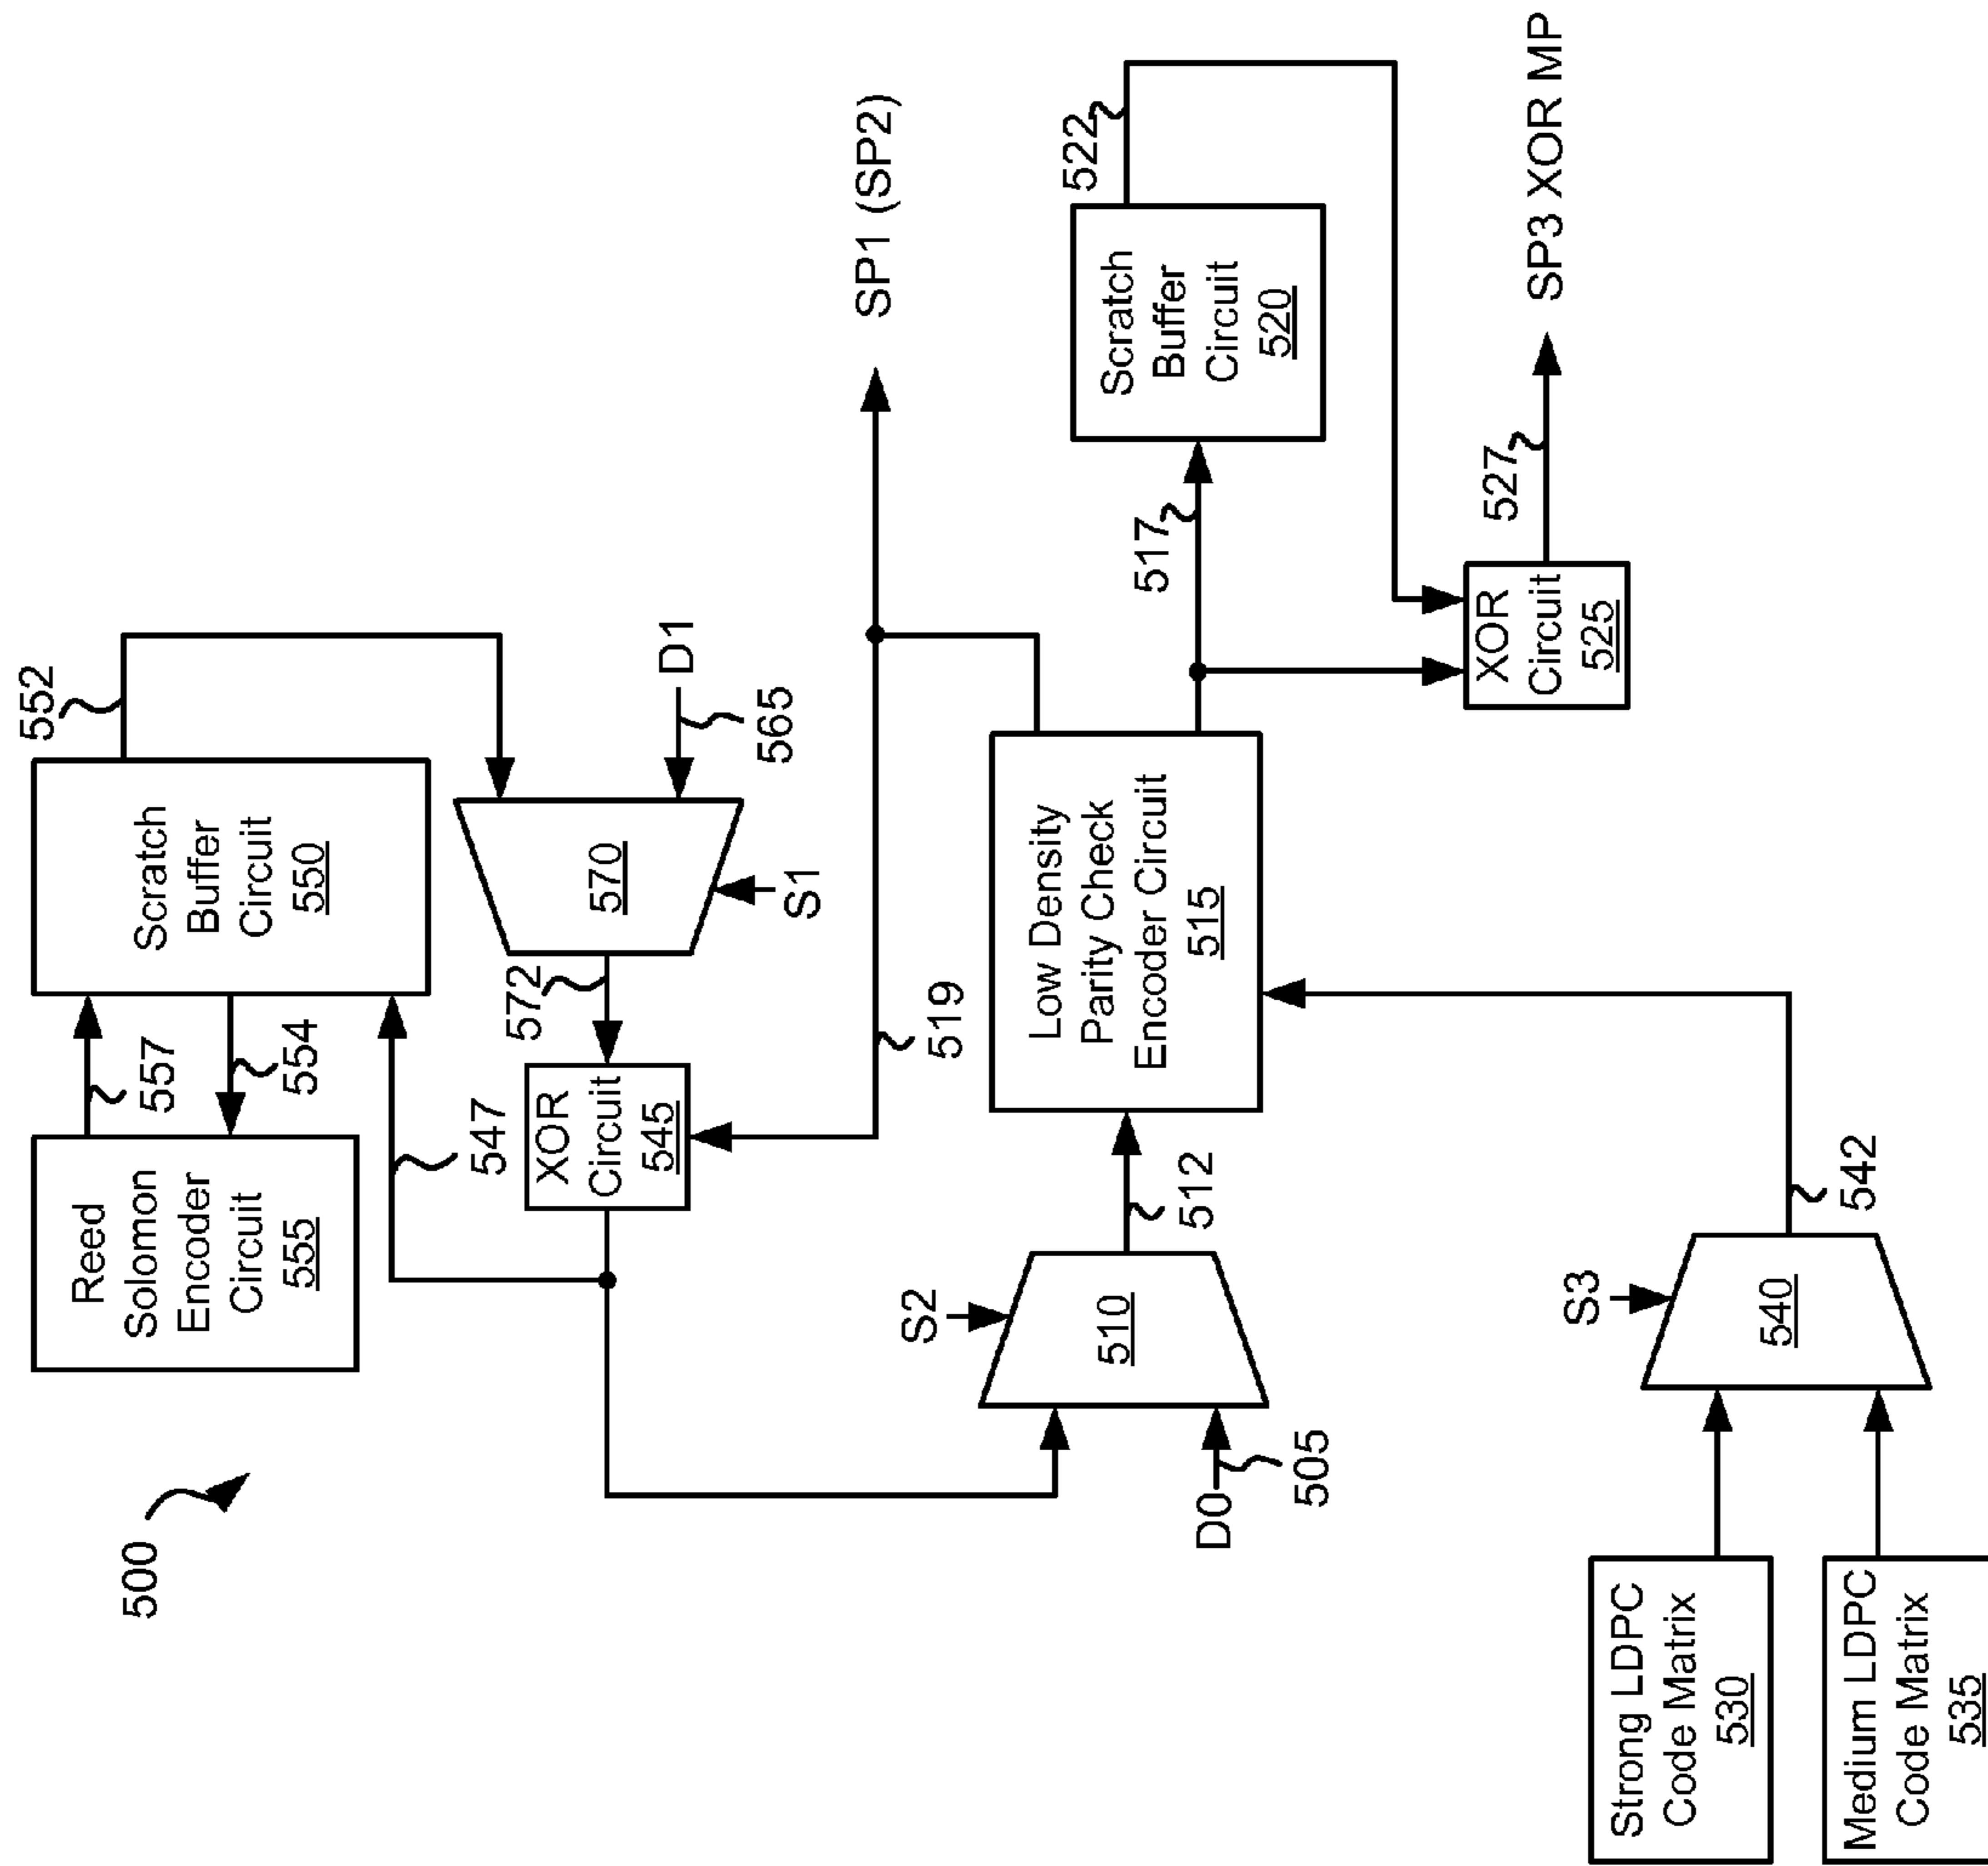 500
Reed
Solomon
Encoder
Circuit
555
557
554
547
Scratch
Buffer
Circuit
550
552
XOR
Circuit
545
572
570
S1
D1
565
519
SP1 (SP2)
D0
505
S2
510
512
Low Density
Parity Check
Encoder Circuit
515
517
Scratch
Buffer
Circuit
520
522
XOR
Circuit
525
527
SP3 XOR MP
Strong LDPC
Code Matrix
530
Medium LDPC
Code Matrix
535
S3
540
542